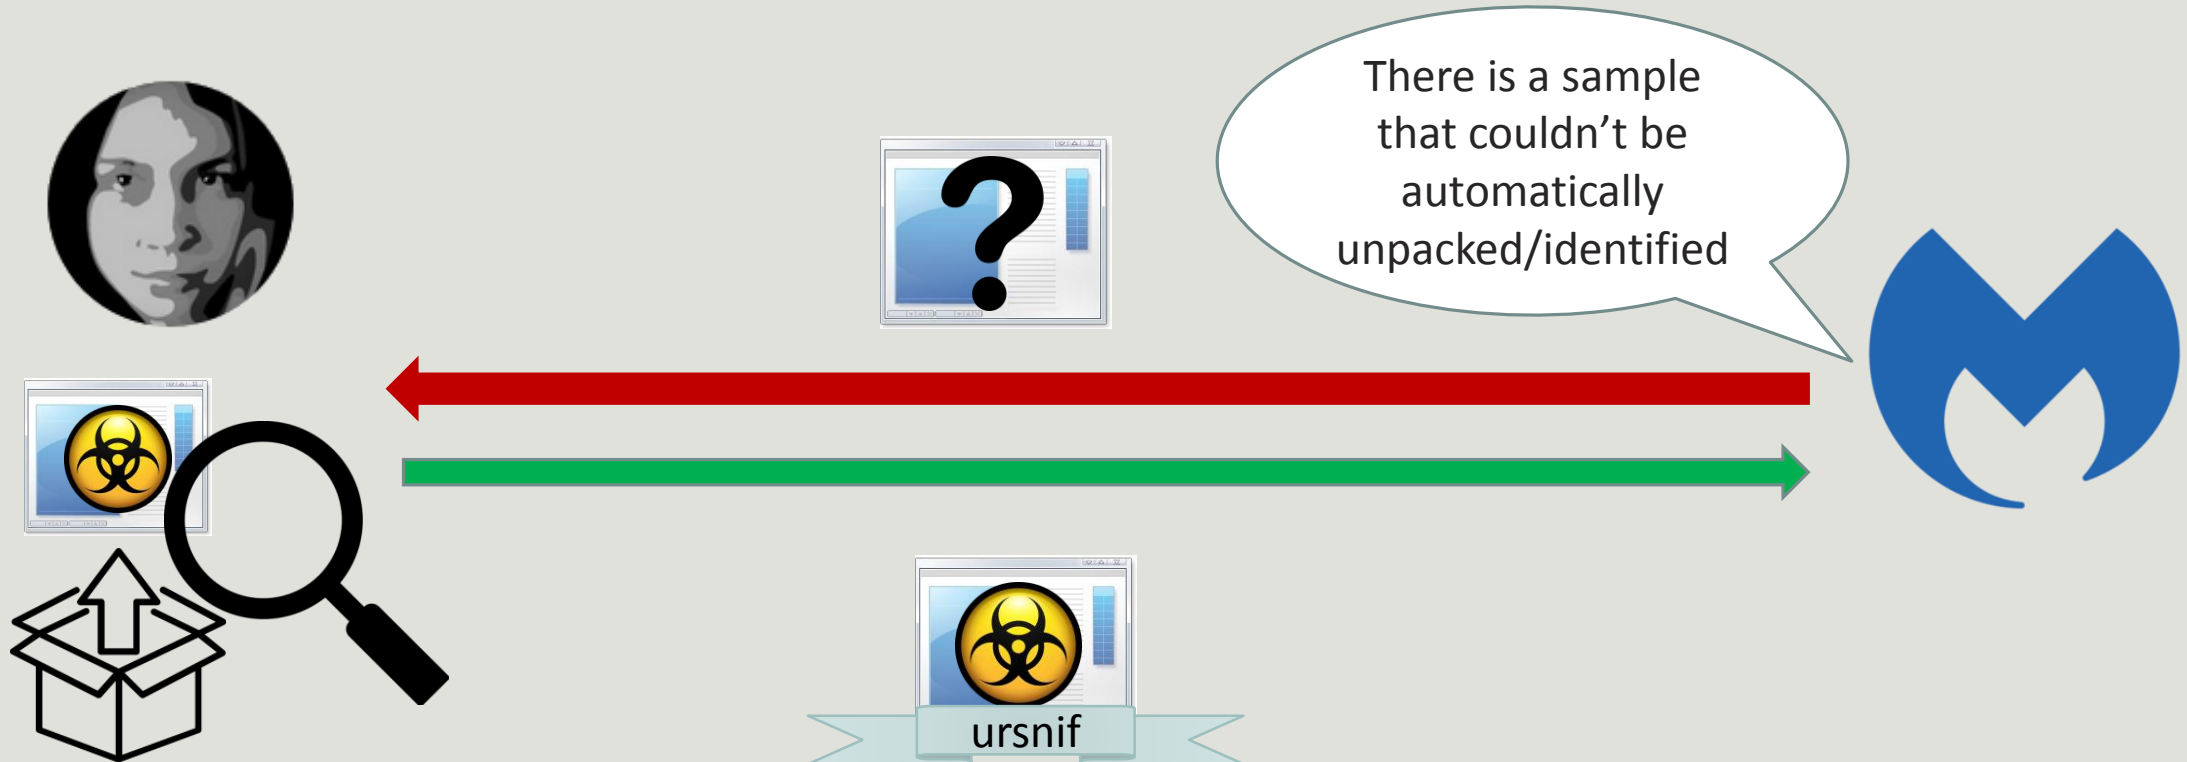 There is a sample
that couldn’t be
automatically
unpacked/identified
ursnif